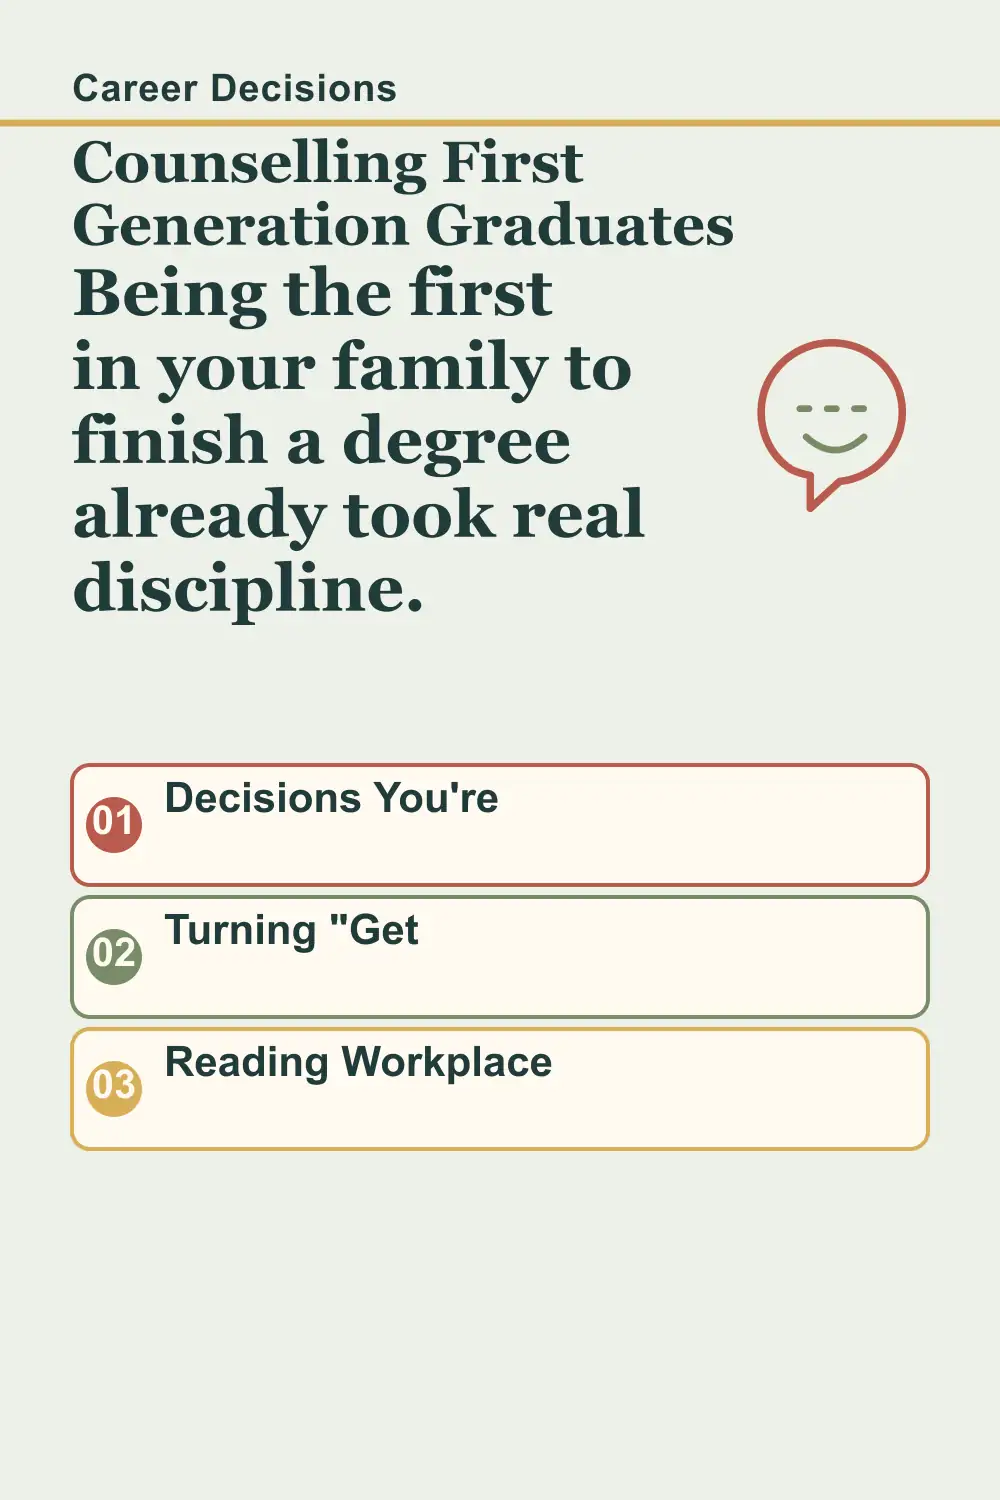 Career Decisions
Counselling First
Generation Graduates
Being the first
in your family to
finish a degree
already took real
discipline.
01 Decisions You're
02 Turning "Get
03 Reading Workplace